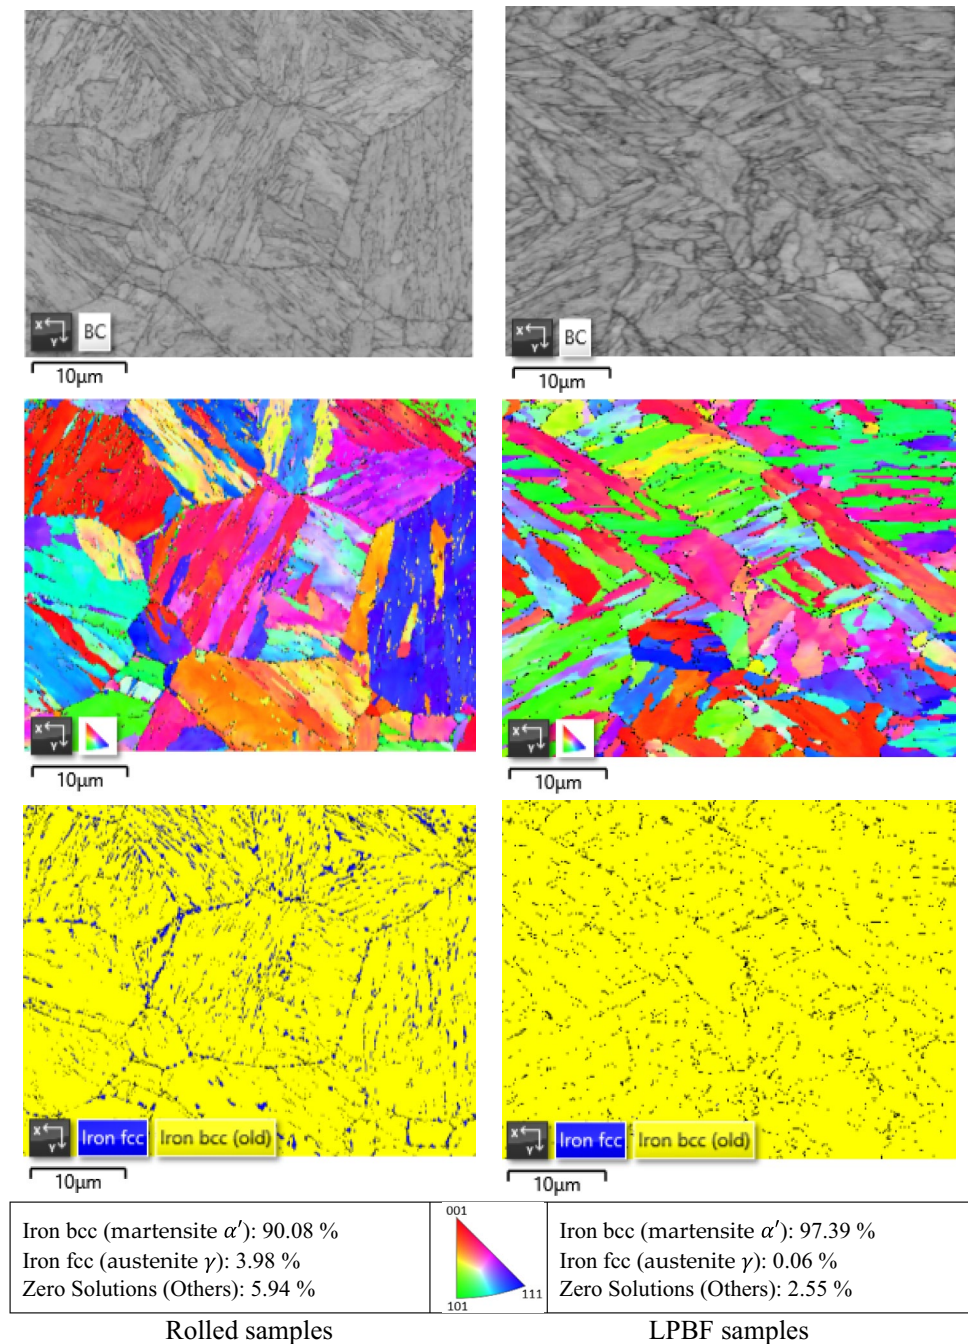 X Y BC
10µm
X Y BC
10µm
X Y
10µm
X Y
10µm
X Y Iron fcc Iron bcc (old)
10µm
X Y Iron fcc Iron bcc (old)
10µm
Iron bcc (martensite α′): 90.08 %
Iron fcc (austenite γ): 3.98 %
Zero Solutions (Others): 5.94 %
001
101
111
Iron bcc (martensite α′): 97.39 %
Iron fcc (austenite γ): 0.06 %
Zero Solutions (Others): 2.55 %
Rolled samples
LPBF samples